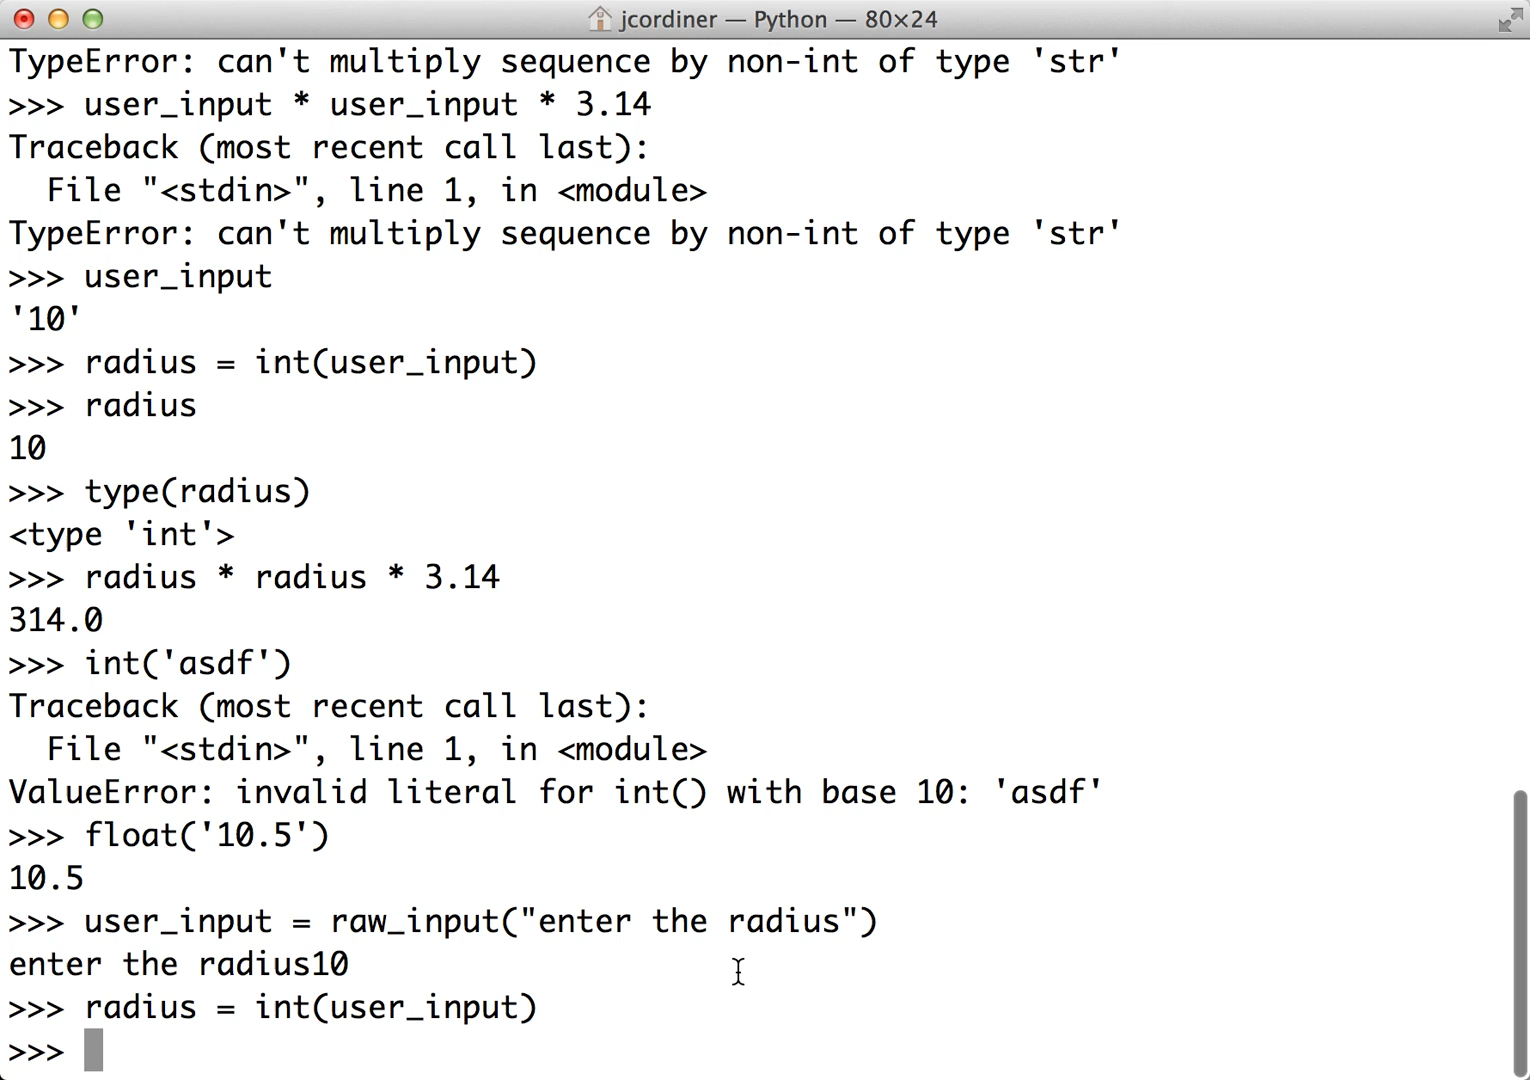 jcordiner — Python — 80×24
TypeError: can't multiply sequence by non-int of type 'str'
>>> user_input * user_input * 3.14
Traceback (most recent call last):
  File "<stdin>", line 1, in <module>
TypeError: can't multiply sequence by non-int of type 'str'
>>> user_input
'10'
>>> radius = int(user_input)
>>> radius
10
>>> type(radius)
<type 'int'>
>>> radius * radius * 3.14
314.0
>>> int('asdf')
Traceback (most recent call last):
  File "<stdin>", line 1, in <module>
ValueError: invalid literal for int() with base 10: 'asdf'
>>> float('10.5')
10.5
>>> user_input = raw_input("enter the radius")
enter the radius10
>>> radius = int(user_input)
>>>